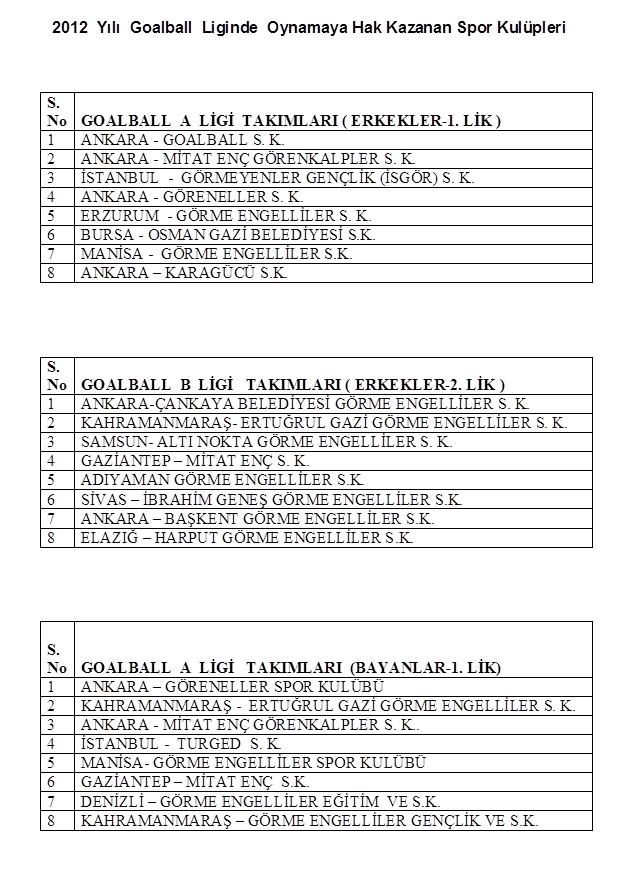 2012 Yılı Goalball Liginde Oynamaya Hak Kazanan Spor Kulüpleri
S.
No GOALBALL A LİGİ TAKIMLARI ( ERKEKLER-1. LİK )
1 ANKARA - GOALBALL S. K.
2 ANKARA - MİTAT ENÇ GÖRENKALPLER S. K.
3 İSTANBUL - GÖRMEYENLER GENÇLİK (İSGÖR) S. K.
4 ANKARA - GÖRENELLER S. K.
5 ERZURUM - GÖRME ENGELLİLER S. K.
6 BURSA - OSMAN GAZİ BELEDİYESİ S.K.
7 MANİSA - GÖRME ENGELLİLER S.K.
8 ANKARA – KARAGÜCÜ S.K.
S.
No GOALBALL B LİGİ TAKIMLARI ( ERKEKLER-2. LİK )
1 ANKARA-ÇANKAYA BELEDİYESİ GÖRME ENGELLİLER S. K.
2 KAHRAMANMARAŞ- ERTUĞRUL GAZİ GÖRME ENGELLİLER S. K.
3 SAMSUN- ALTI NOKTA GÖRME ENGELLİLER S. K.
4 GAZİANTEP – MİTAT ENÇ S. K.
5 ADIYAMAN GÖRME ENGELLİLER S.K.
6 SİVAS – İBRAHİM GENEŞ GÖRME ENGELLİLER S.K.
7 ANKARA – BAŞKENT GÖRME ENGELLİLER S.K.
8 ELAZIĞ – HARPUT GÖRME ENGELLİLER S.K.
S.
No GOALBALL A LİGİ TAKIMLARI (BAYANLAR-1. LİK)
1 ANKARA – GÖRENELLER SPOR KULÜBÜ
2 KAHRAMANMARAŞ - ERTUĞRUL GAZİ GÖRME ENGELLİLER S. K.
3 ANKARA - MİTAT ENÇ GÖRENKALPLER S. K..
4 İSTANBUL - TURGED S. K.
5 MANİSA- GÖRME ENGELLİLER SPOR KULÜBÜ
6 GAZİANTEP – MİTAT ENÇ S.K.
7 DENİZLİ – GÖRME ENGELLİLER EĞİTİM VE S.K.
8 KAHRAMANMARAŞ – GÖRME ENGELLİLER GENÇLİK VE S.K.